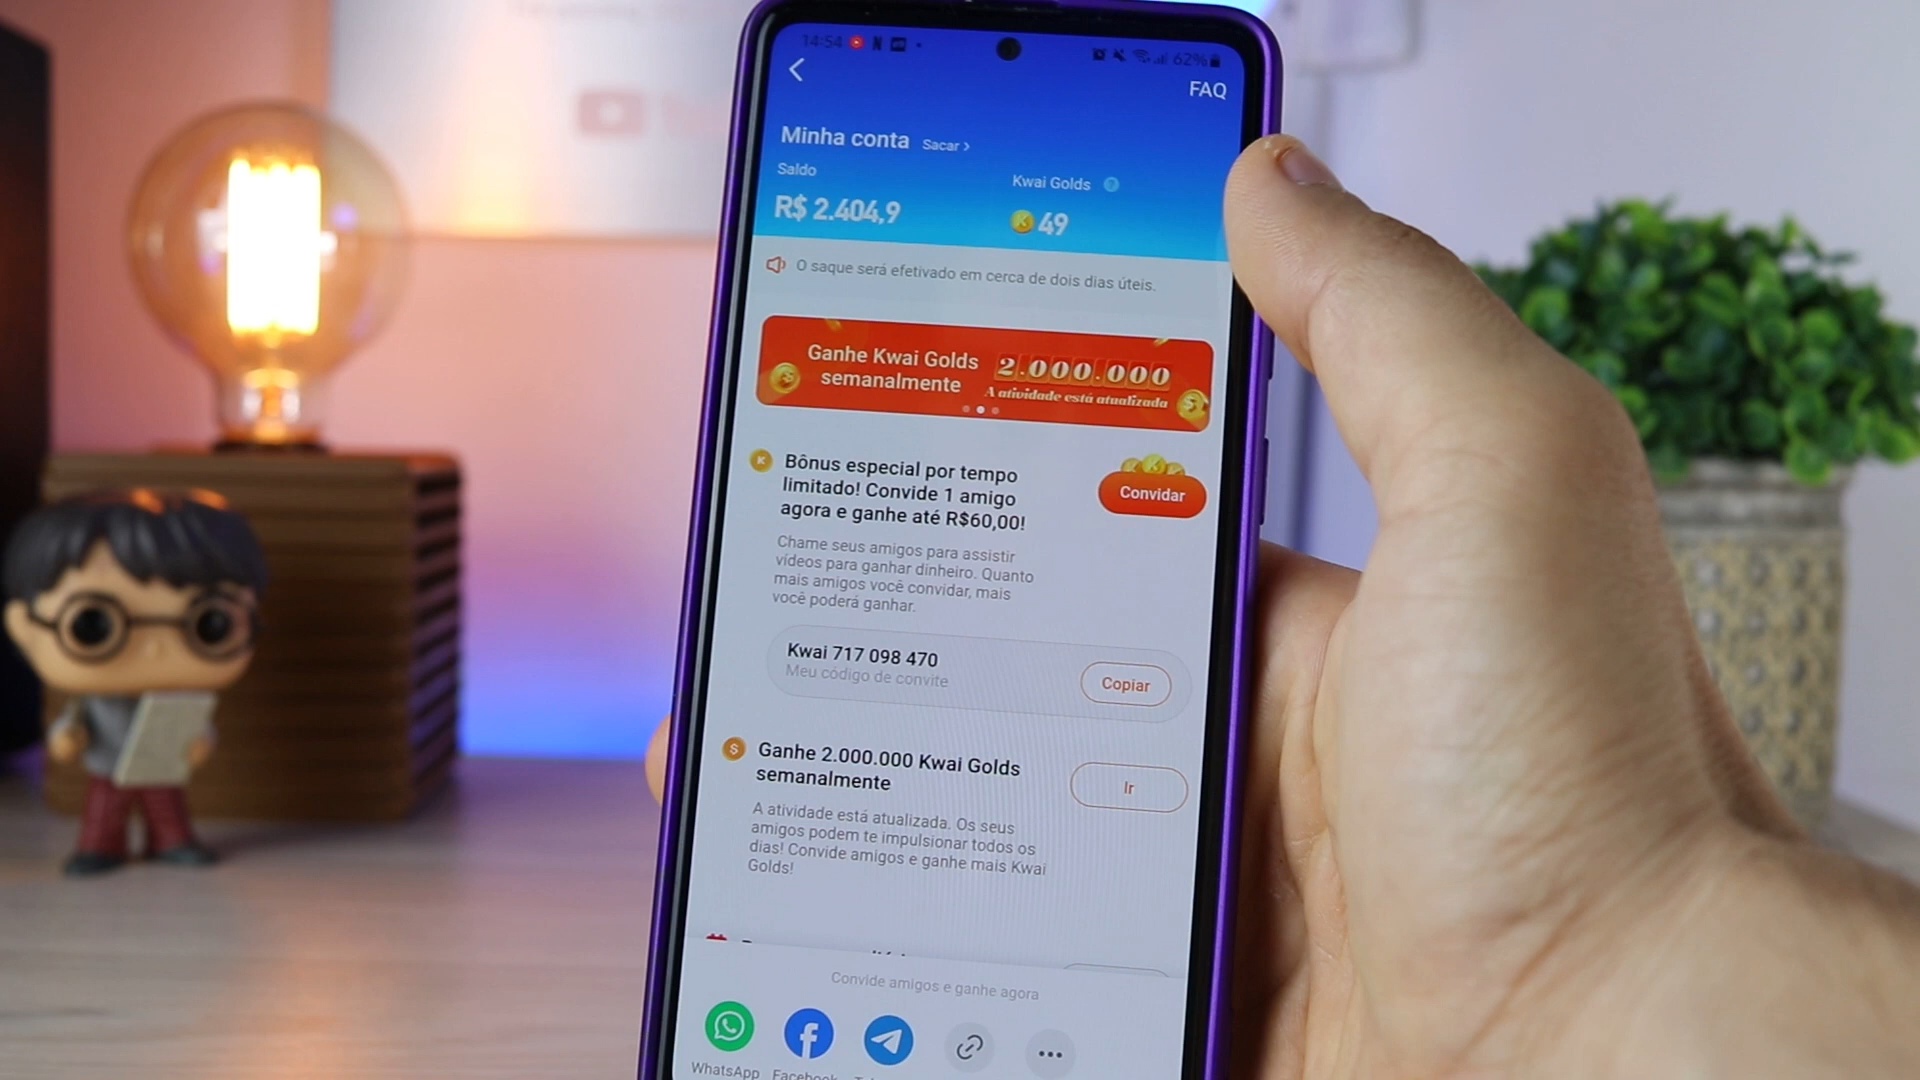 14:54
62%
FAQ
Minha conta Sacar >
Saldo
Kwai Golds ?
R$ 2.404,9
49
O saque será efetivado em cerca de dois dias úteis.
Ganhe Kwai Golds
semanalmente
2.000.000
A atividade está atualizada
Bônus especial por tempo
limitado! Convide 1 amigo
agora e ganhe até R$60,00!
Convidar
Chame seus amigos para assistir
vídeos para ganhar dinheiro. Quanto
mais amigos você convidar, mais
você poderá ganhar.
Kwai 717 098 470
Meu código de convite
Copiar
Ganhe 2.000.000 Kwai Golds
semanalmente
Ir
A atividade está atualizada. Os seus
amigos podem te impulsionar todos os
dias! Convide amigos e ganhe mais Kwai
Golds!
Convide amigos e ganhe agora
WhatsApp
Facebook